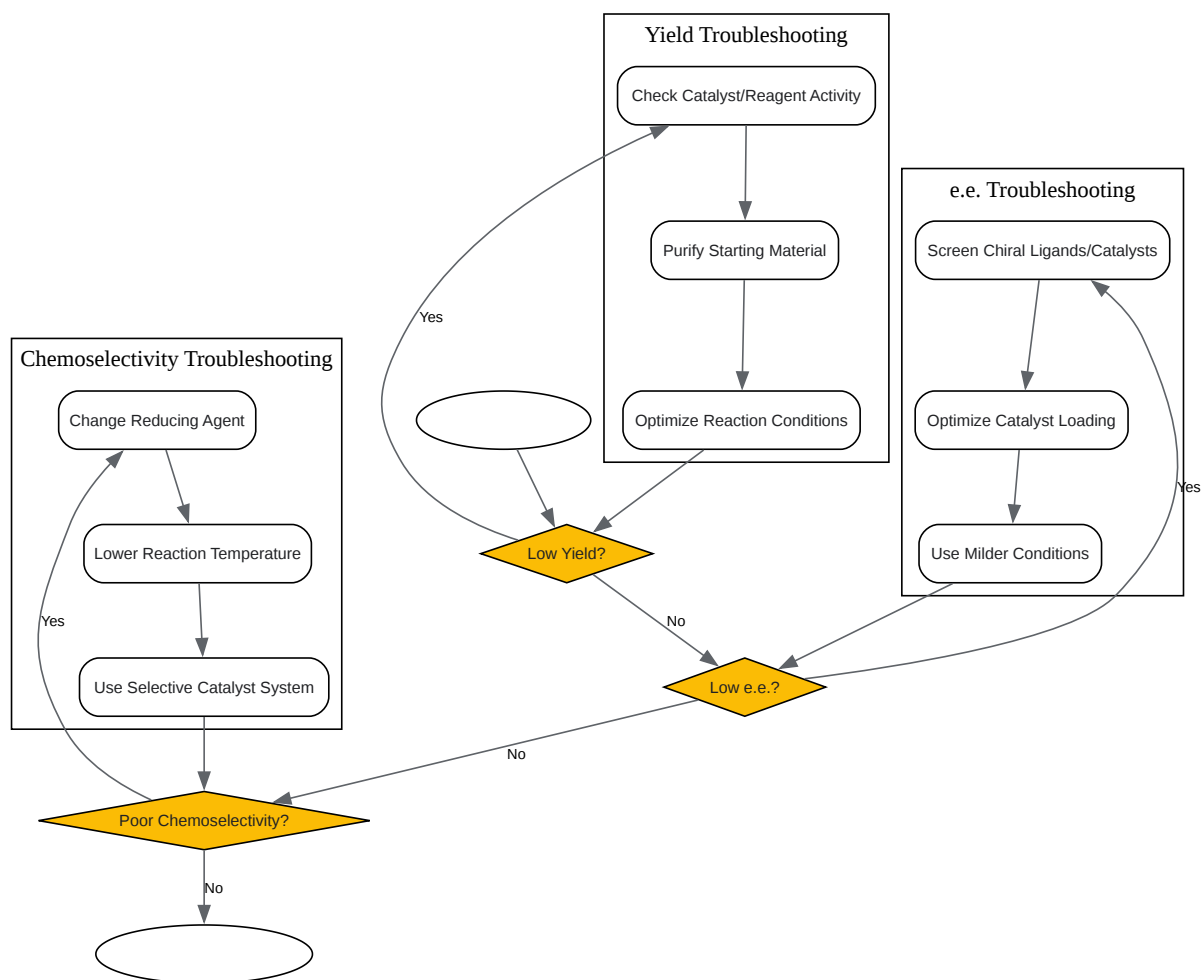 Yield Troubleshooting
Check Catalyst/Reagent Activity
Purify Starting Material
Optimize Reaction Conditions
e.e. Troubleshooting
Screen Chiral Ligands/Catalysts
Optimize Catalyst Loading
Use Milder Conditions
Chemoselectivity Troubleshooting
Change Reducing Agent
Lower Reaction Temperature
Use Selective Catalyst System
Yes
Yes
Yes
Low Yield?
No
Low e.e.?
No
Poor Chemoselectivity?
No